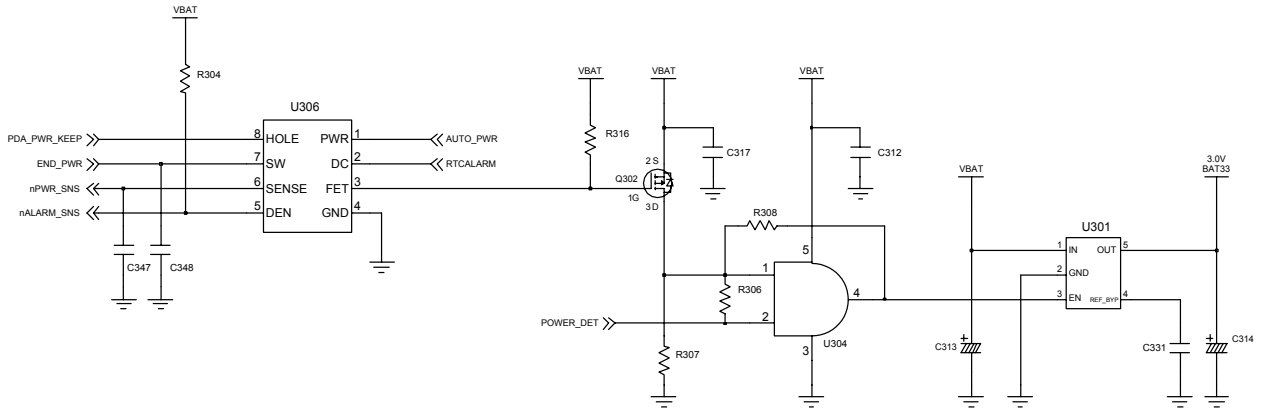 VBAT
R304
U306
PDA_PWR_KEEP
8 HOLE PWR 1
AUTO_PWR
END_PWR
7 SW DC 2
RTCALARM
nPWR_SNS
6 SENSE FET 3
nALARM_SNS
5 DEN GND 4
C347
C348
VBAT
R316
VBAT
C317
2 S
Q302
1G
3 D
VBAT
C312
R308
5
1
R306
4
POWER_DET
2
U304
3
R307
VBAT
3.0V
BAT33
U301
1 IN OUT 5
2 GND
3 EN REF_BYP 4
+
C313
C331
+
C314